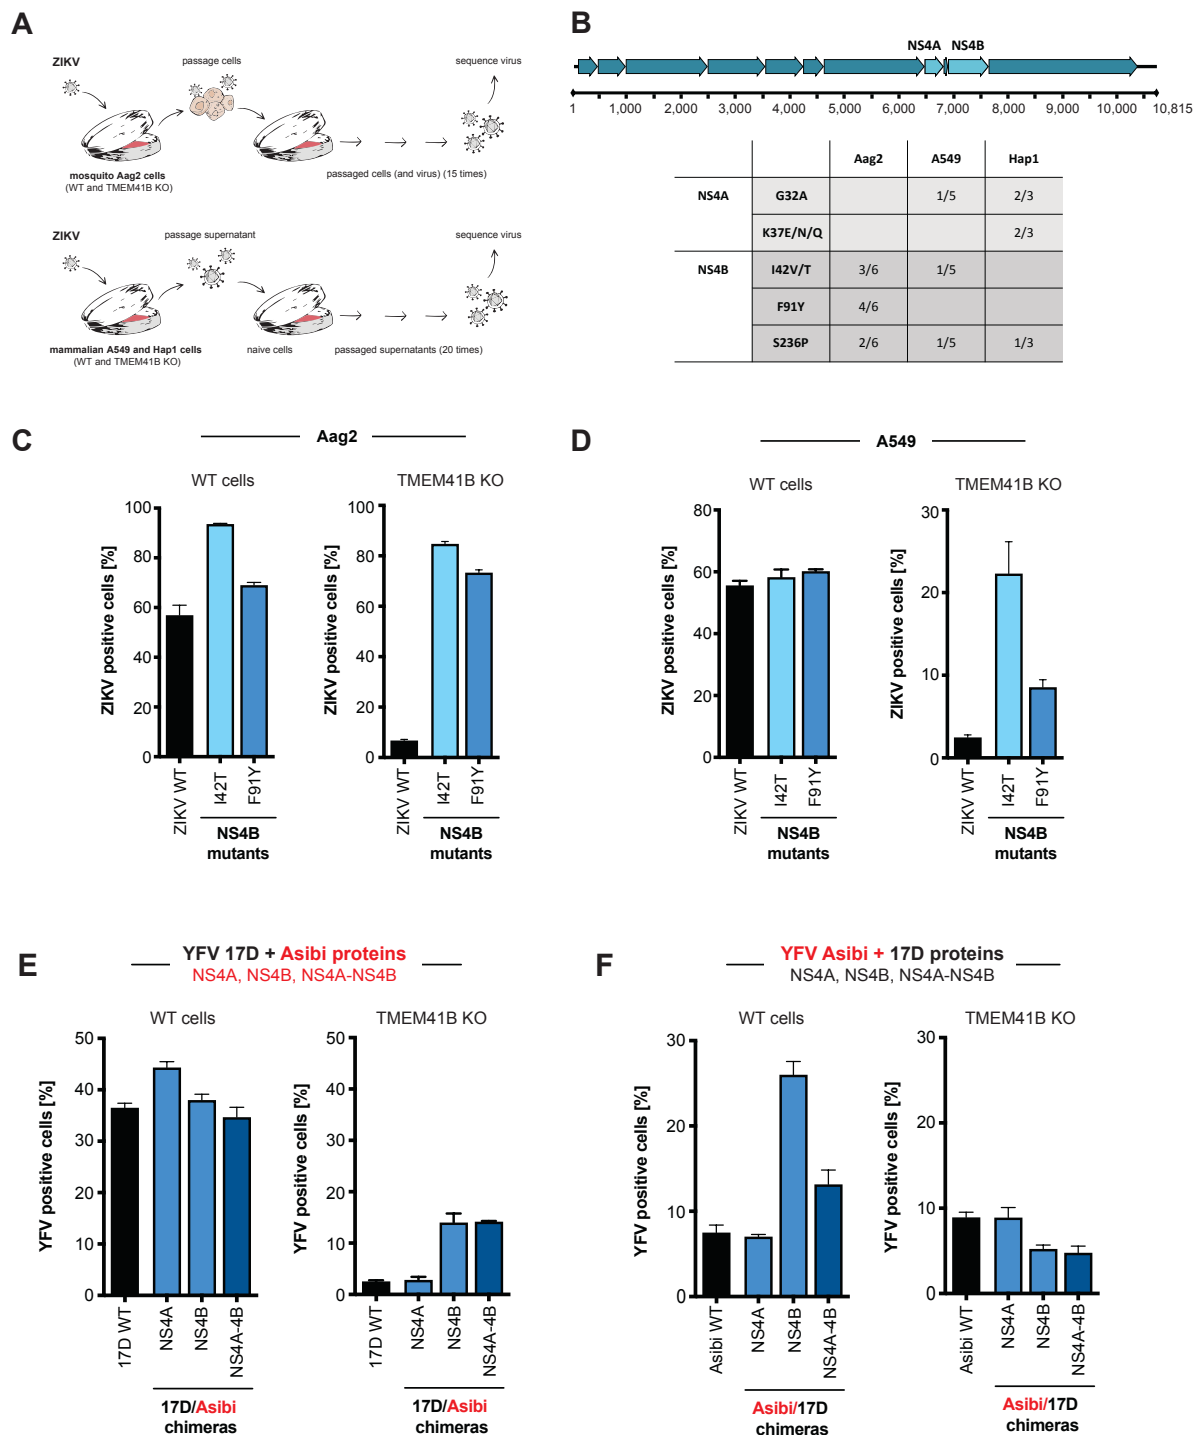 A
ZIKV
passage cells
sequence virus
mosquito Aag2 cells
(WT and TMEM41B KO)
passaged cells (and virus) (15 times)
ZIKV
passage supernatant
sequence virus
mammalian A549 and Hap1 cells
(WT and TMEM41B KO)
naive cells
passaged supernatants (20 times)
B
NS4A NS4B
1 1,000 2,000 3,000 4,000 5,000 6,000 7,000 8,000 9,000 10,000 10,815
Aag2 A549 Hap1
NS4A G32A 1/5 2/3
K37E/N/Q 2/3
NS4B I42V/T 3/6 1/5
F91Y 4/6
S236P 2/6 1/5 1/3
C
Aag2
WT cells
ZIKV positive cells [%]
100
80
60
40
20
0
ZIKV WT
I42T
F91Y
NS4B
mutants
TMEM41B KO
ZIKV positive cells [%]
100
80
60
40
20
0
ZIKV WT
I42T
F91Y
NS4B
mutants
D
A549
WT cells
ZIKV positive cells [%]
80
60
40
20
0
ZIKV WT
I42T
F91Y
NS4B
mutants
TMEM41B KO
ZIKV positive cells [%]
30
20
10
0
ZIKV WT
I42T
F91Y
NS4B
mutants
E
YFV 17D + Asibi proteins
NS4A, NS4B, NS4A-NS4B
WT cells
YFV positive cells [%]
50
40
30
20
10
0
17D WT
NS4A
NS4B
NS4A-4B
17D/Asibi
chimeras
TMEM41B KO
YFV positive cells [%]
50
40
30
20
10
0
17D WT
NS4A
NS4B
NS4A-4B
17D/Asibi
chimeras
F
YFV Asibi + 17D proteins
NS4A, NS4B, NS4A-NS4B
WT cells
YFV positive cells [%]
30
20
10
0
Asibi WT
NS4A
NS4B
NS4A-4B
Asibi/17D
chimeras
TMEM41B KO
YFV positive cells [%]
30
20
10
0
Asibi WT
NS4A
NS4B
NS4A-4B
Asibi/17D
chimeras